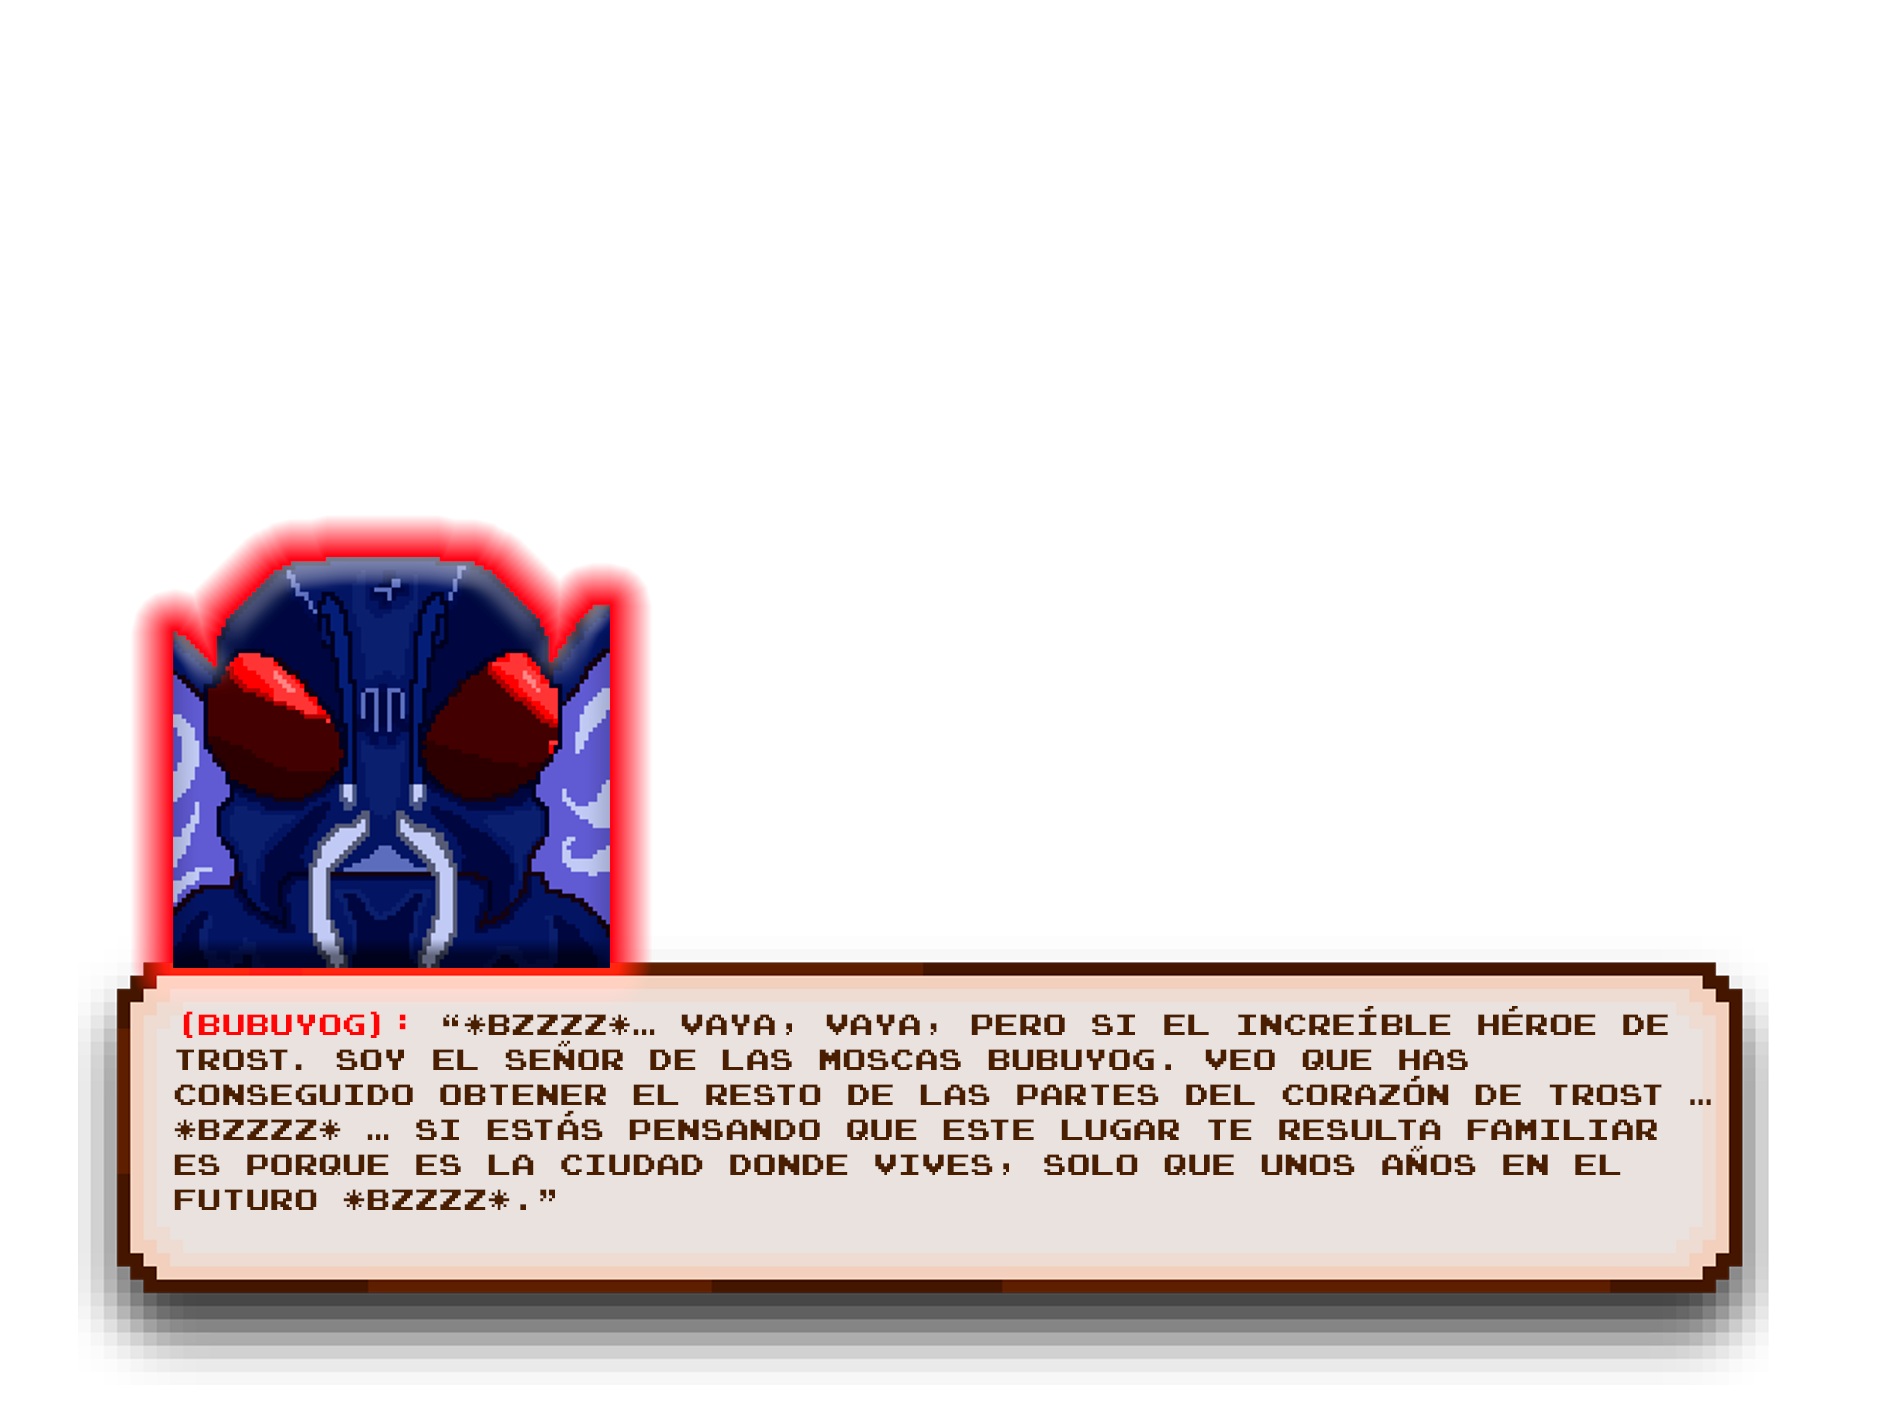 [BUBUYOG]: “*BZZZZ*… VAYA, VAYA, PERO SI EL INCREÍBLE HÉROE DE
TROST. SOY EL SEÑOR DE LAS MOSCAS BUBUYOG. VEO QUE HAS
CONSEGUIDO OBTENER EL RESTO DE LAS PARTES DEL CORAZÓN DE TROST …
*BZZZZ* … SI ESTÁS PENSANDO QUE ESTE LUGAR TE RESULTA FAMILIAR
ES PORQUE ES LA CIUDAD DONDE VIVES, SOLO QUE UNOS AÑOS EN EL
FUTURO *BZZZZ*.”